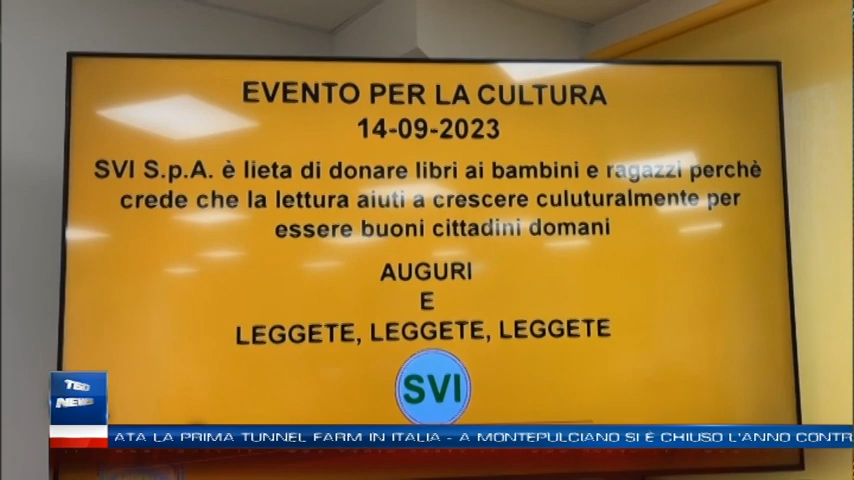 EVENTO PER LA CULTURA
14-09-2023
SVI S.p.A. è lieta di donare libri ai bambini e ragazzi perchè
crede che la lettura aiuti a crescere culuturalmente per
essere buoni cittadini domani
AUGURI
E
LEGGETE, LEGGETE, LEGGETE
SVI
NEWS
ATA LA PRIMA TUNNEL FARM IN ITALIA - A MONTEPULCIANO SI È CHIUSO L'ANNO CONTR